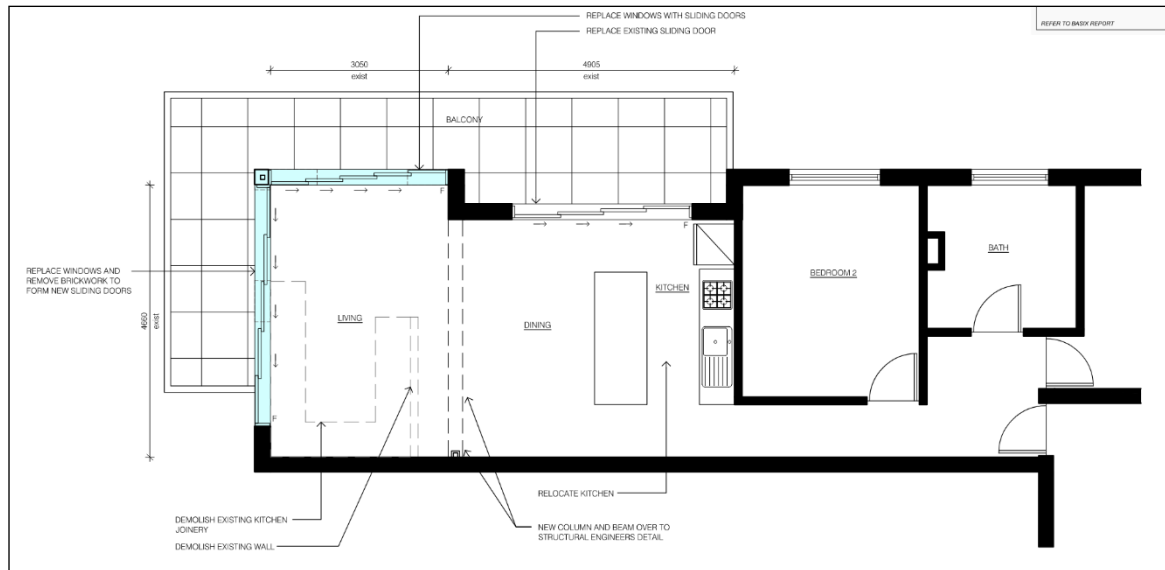 REPLACE WINDOWS WITH SLIDING DOORS
REPLACE EXISTING SLIDING DOOR
REFER TO BASIX REPORT
3050
exist
4905
exist
BALCONY
F
F
REPLACE WINDOWS AND
REMOVE BRICKWORK TO
FORM NEW SLIDING DOORS
4660
exist
LIVING
DINING
KITCHEN
BEDROOM 2
BATH
F
RELOCATE KITCHEN
DEMOLISH EXISTING KITCHEN
JOINERY
DEMOLISH EXISTING WALL
NEW COLUMN AND BEAM OVER TO
STRUCTURAL ENGINEERS DETAIL